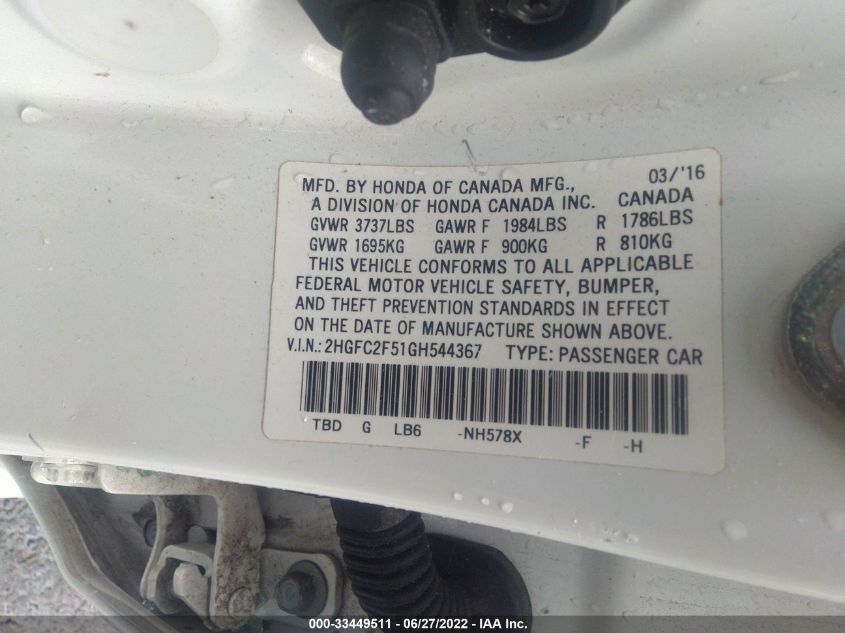 03/'16
MFD. BY HONDA OF CANADA MFG.,
A DIVISION OF HONDA CANADA INC. CANADA
GVWR 3737LBS GAWR F 1984LBS R 1786LBS
GVWR 1695KG GAWR F 900KG R 810KG
THIS VEHICLE CONFORMS TO ALL APPLICABLE
FEDERAL MOTOR VEHICLE SAFETY, BUMPER,
AND THEFT PREVENTION STANDARDS IN EFFECT
ON THE DATE OF MANUFACTURE SHOWN ABOVE.
V.I.N.: 2HGFC2F51GH544367 TYPE: PASSENGER CAR
TBD G LB6 -NH578X -F -H
000-33449511 - 06/27/2022 - IAA Inc.